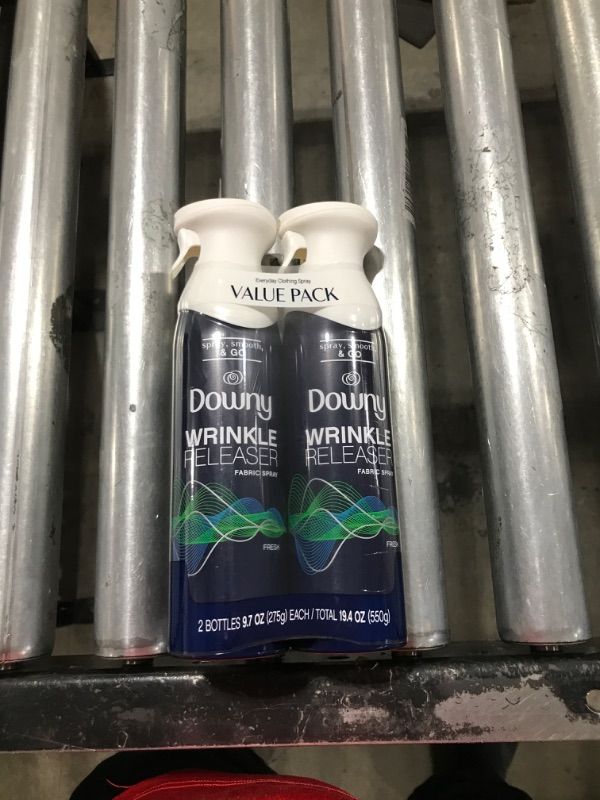 Everyday Clothing Spray
VALUE PACK
spray, smooth,
& GO
Downy
WRINKLE
RELEASER
FABRIC SPRAY
FRESH
spray, smooth,
& GO
Downy
WRINKLE
RELEASER
FABRIC SPRAY
2 BOTTLES 9.7 OZ (275g) EACH / TOTAL 19.4 OZ (550g)